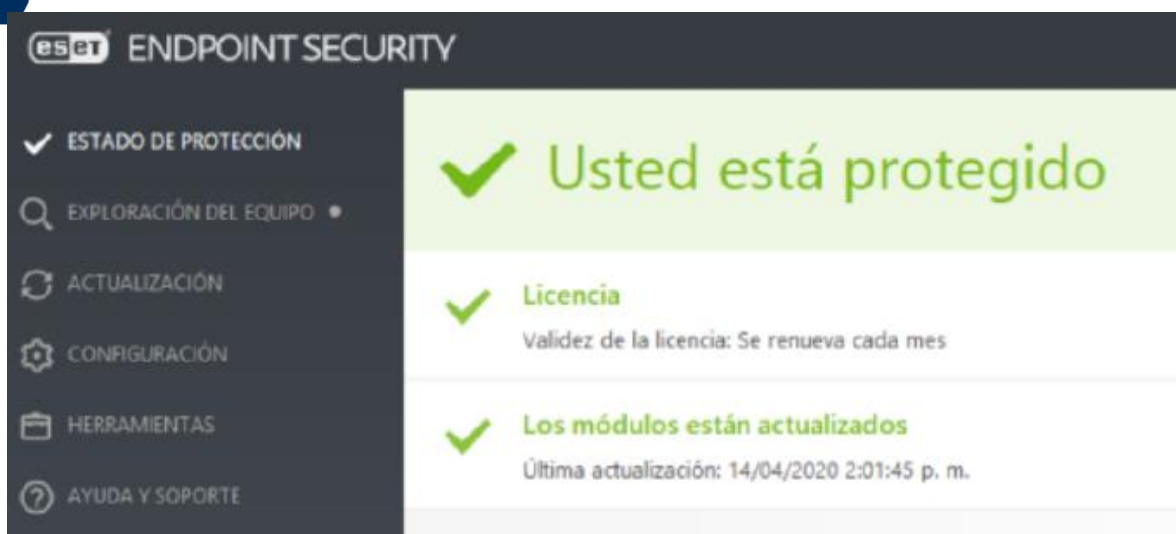 eset ENDPOINT SECURITY
ESTADO DE PROTECCIÓN
EXPLORACIÓN DEL EQUIPO
ACTUALIZACIÓN
CONFIGURACIÓN
HERRAMIENTAS
AYUDA Y SOPORTE
Usted está protegido
Licencia
Validez de la licencia: Se renueva cada mes
Los módulos están actualizados
Última actualización: 14/04/2020 2:01:45 p. m.